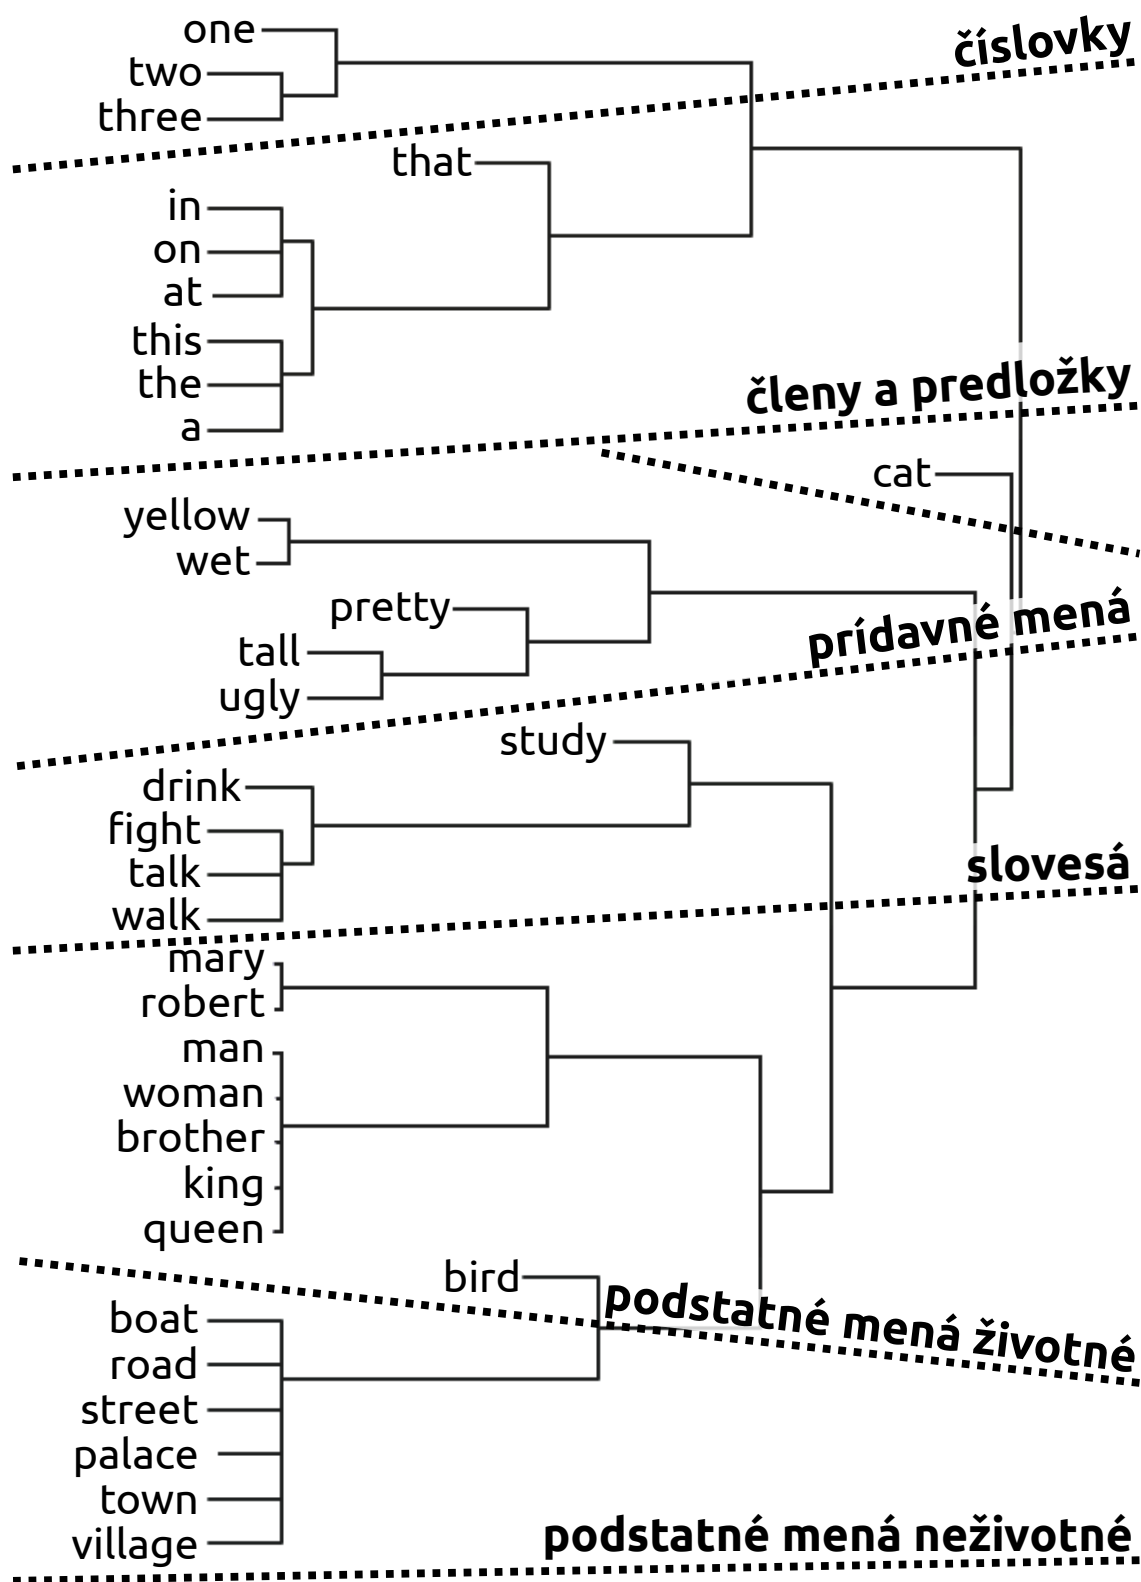 one
číslovky
two
three
that
in
on
at
this
the
členy a predložky
a
cat
yellow
wet
pretty
prídavné mená
tall
ugly
study
drink
fight
slovesá
talk
walk
mary
robert
man
woman
brother
king
queen
bird
podstatné mená životné
boat
road
street
palace
town
podstatné mená neživotné
village